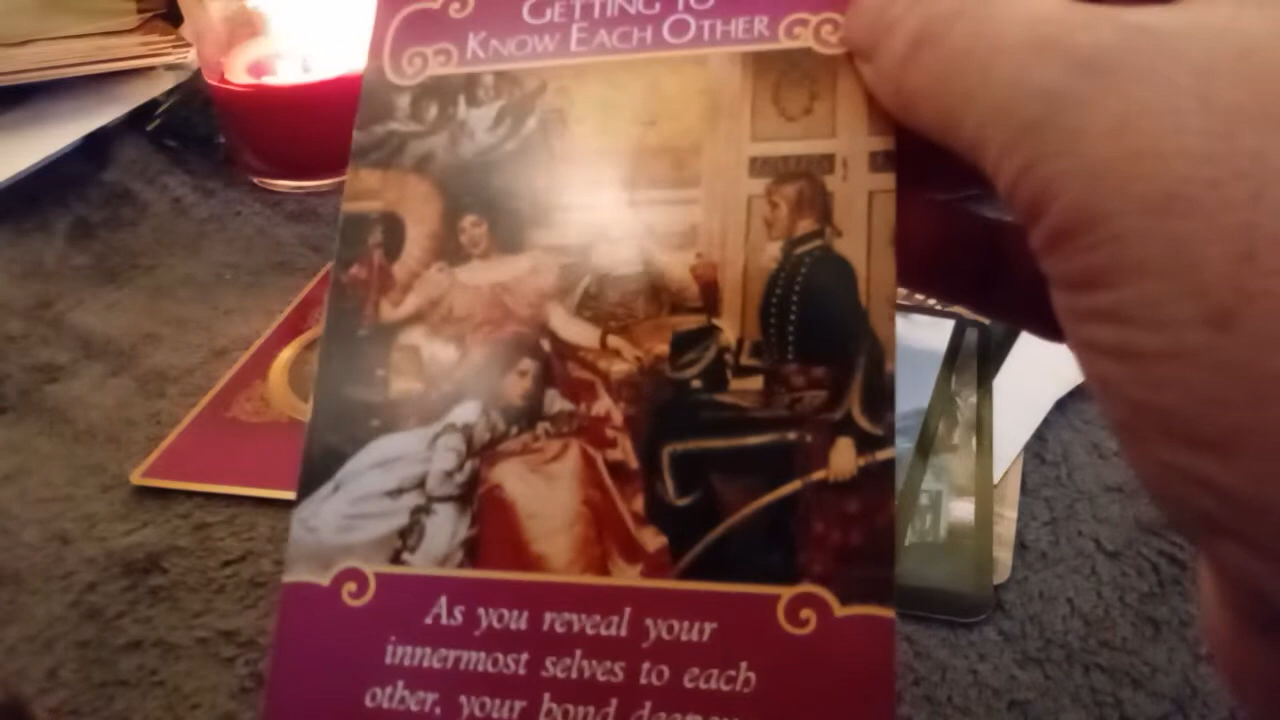 GETTING TO
KNOW EACH OTHER
As you reveal your
innermost selves to each
other, your bond deepens